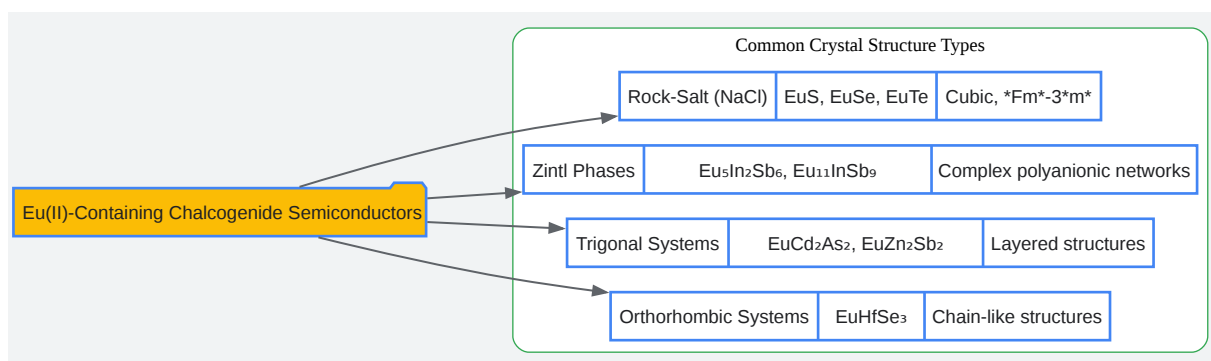 Common Crystal Structure Types
Rock-Salt (NaCl) EuS, EuSe, EuTe Cubic, *Fm*-3*m*
Zintl Phases Eu₅In₂Sb₆, Eu₁₁InSb₉ Complex polyanionic networks
Eu(II)-Containing Chalcogenide Semiconductors
Trigonal Systems EuCd₂As₂, EuZn₂Sb₂ Layered structures
Orthorhombic Systems EuHfSe₃ Chain-like structures